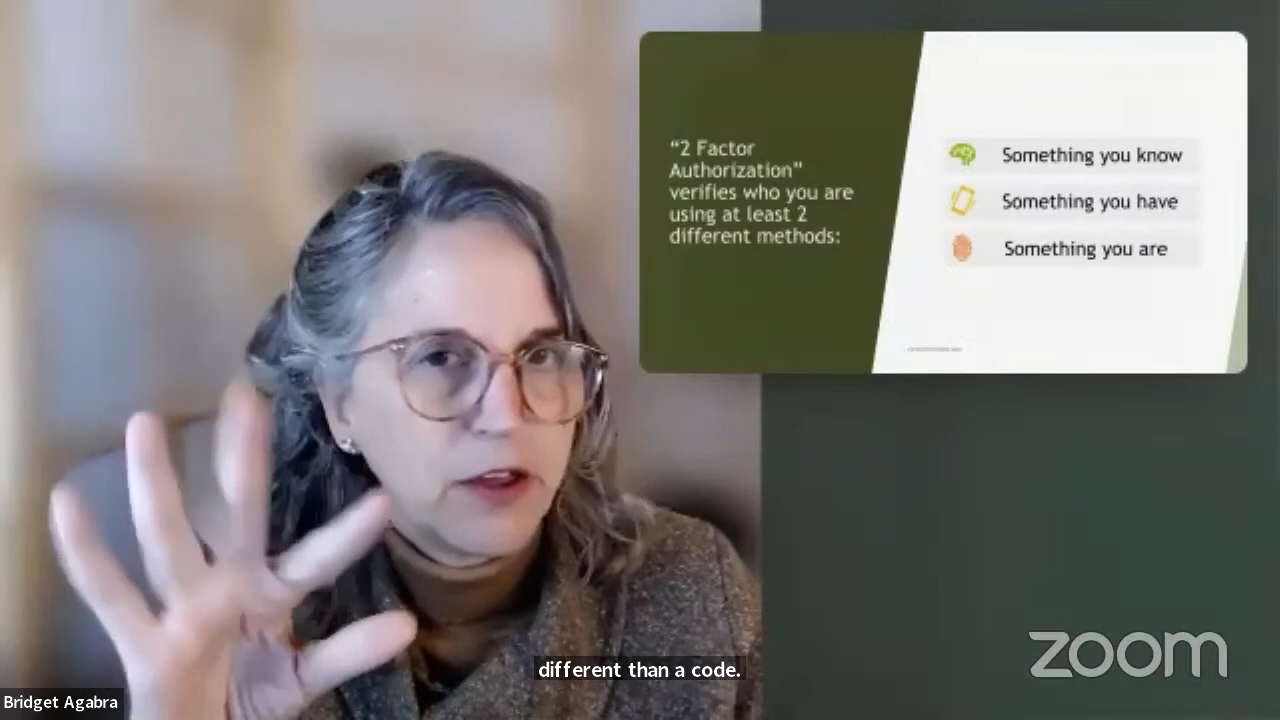 “2 Factor
Authorization”
verifies who you are
using at least 2
different methods:
Something you know
Something you have
Something you are
different than a code.
Bridget Agabra
zoom